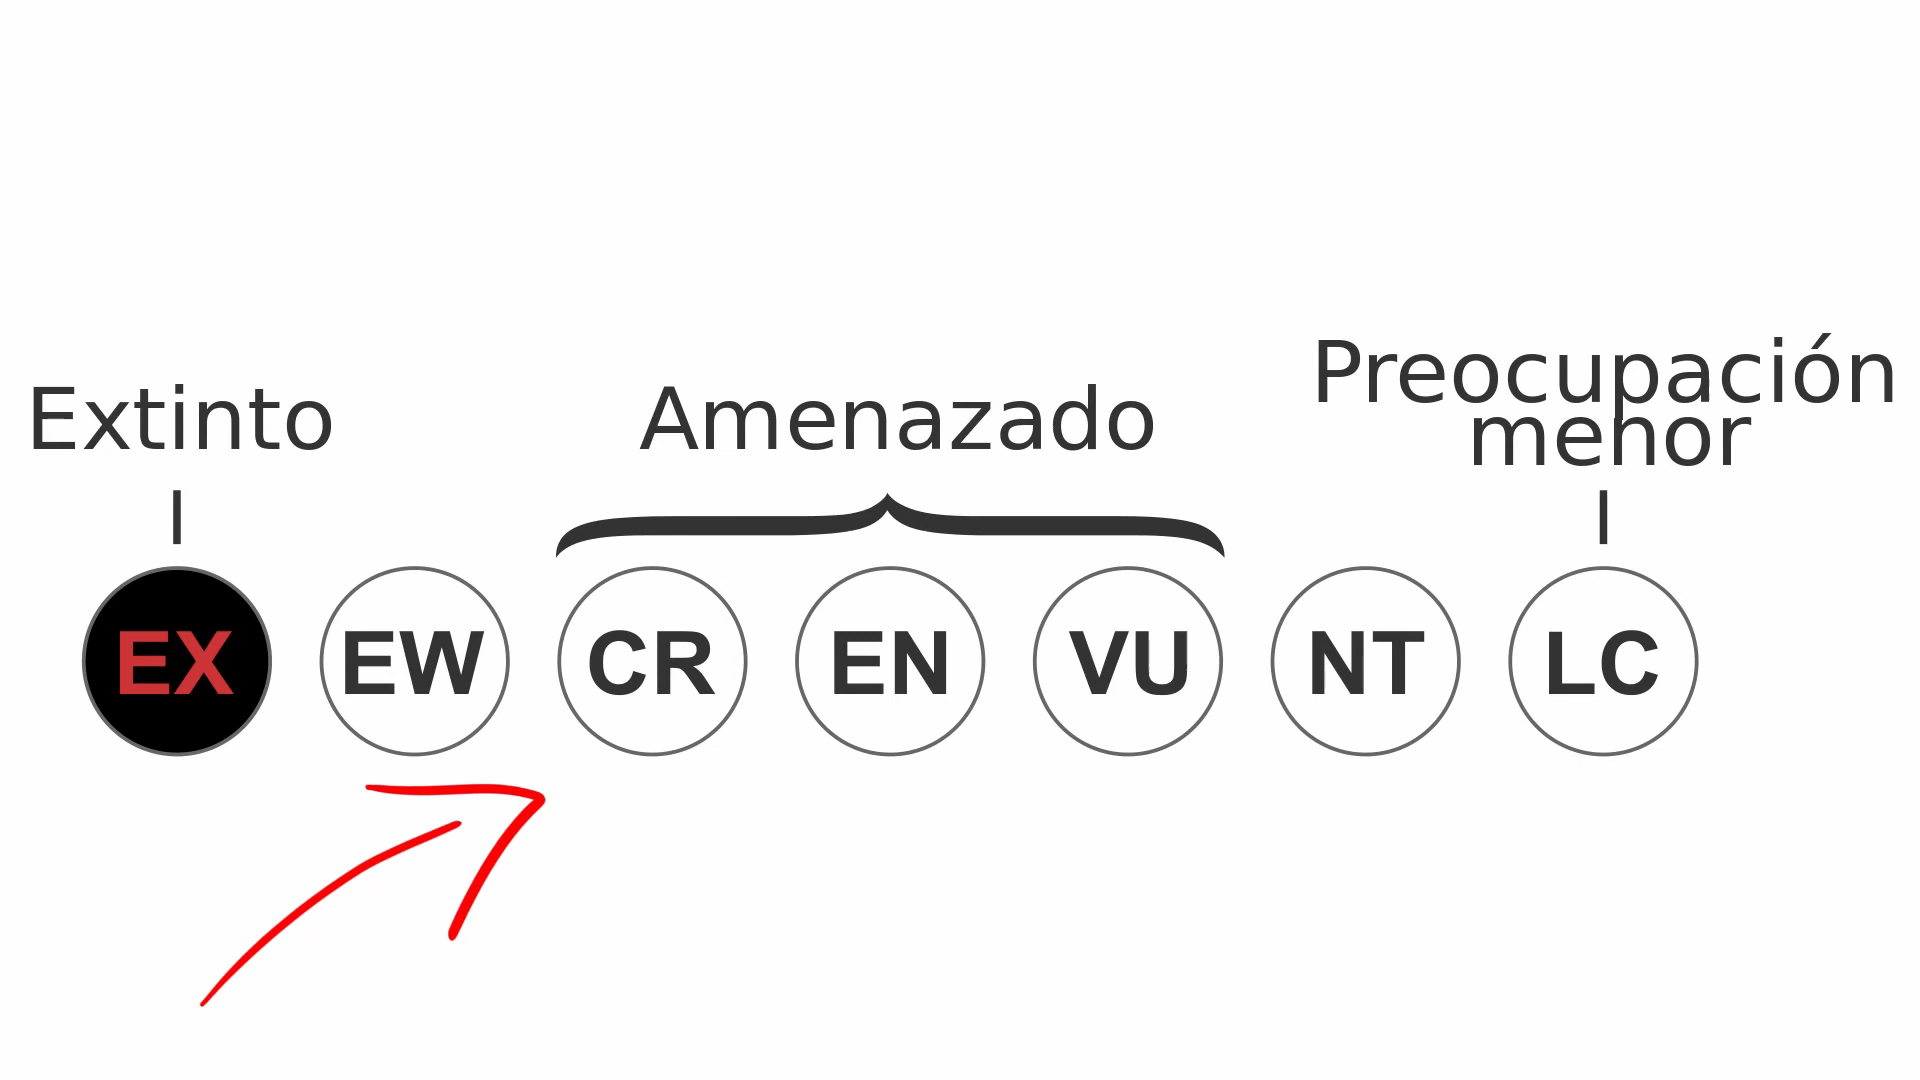 Extinto
Amenazado
Preocupación
menor
EX EW CR EN VU NT LC